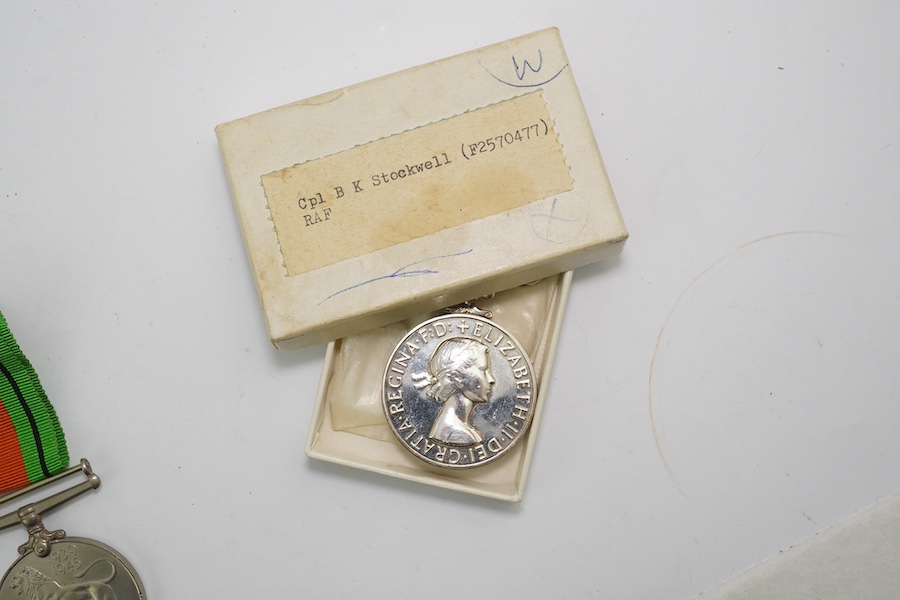 W
Cpl B K Stockwell (F2570477)
RAF
+ ELIZABETH·II·DEI·GRATIA·REGINA·F:D: